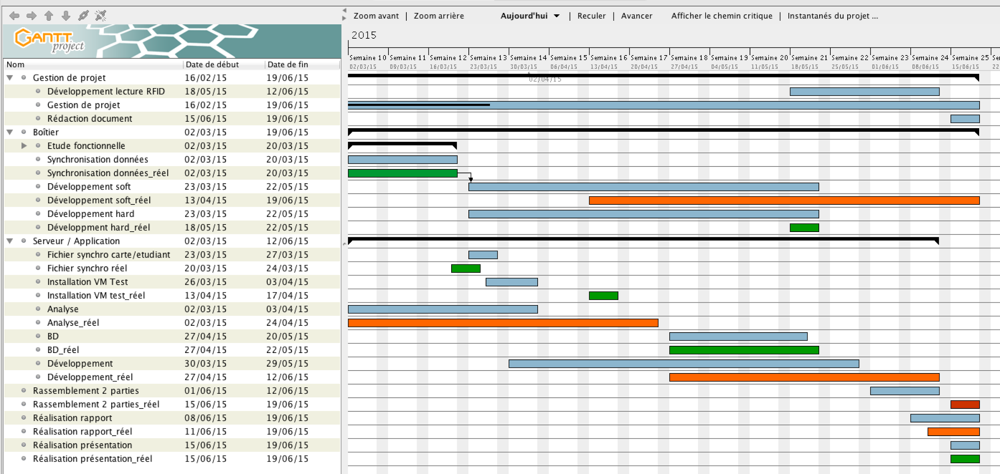 Zoom avant | Zoom arrière Aujourd'hui | Reculer | Avancer Afficher le chemin critique | Instantanés du projet ...
GANTT project
2015
Semaine 10 Semaine 11 Semaine 12 Semaine 13 Semaine 14 Semaine 15 Semaine 16 Semaine 17 Semaine 18 Semaine 19 Semaine 20 Semaine 21 Semaine 22 Semaine 23 Semaine 24 Semaine 25 Se
02/03/15 09/03/15 16/03/15 23/03/15 30/03/15 06/04/15 13/04/15 20/04/15 27/04/15 04/05/15 11/05/15 18/05/15 25/05/15 01/06/15 08/06/15 15/06/15 22
02/04/15
Nom Date de début Date de fin
Gestion de projet 16/02/15 19/06/15
Développement lecture RFID 18/05/15 12/06/15
Gestion de projet 16/02/15 19/06/15
Rédaction document 15/06/15 19/06/15
Boîtier 02/03/15 19/06/15
Etude fonctionnelle 02/03/15 20/03/15
Synchronisation données 02/03/15 20/03/15
Synchronisation données_réel 02/03/15 20/03/15
Développement soft 23/03/15 22/05/15
Développement soft_réel 13/04/15 19/06/15
Développement hard 23/03/15 22/05/15
Développment hard_réel 18/05/15 22/05/15
Serveur / Application 02/03/15 12/06/15
Fichier synchro carte/etudiant 23/03/15 27/03/15
Fichier synchro réel 20/03/15 24/03/15
Installation VM Test 26/03/15 03/04/15
Installation VM test_réel 13/04/15 17/04/15
Analyse 02/03/15 03/04/15
Analyse_réel 02/03/15 24/04/15
BD 27/04/15 20/05/15
BD_réel 27/04/15 22/05/15
Développement 30/03/15 29/05/15
Développement_réel 27/04/15 12/06/15
Rassemblement 2 parties 01/06/15 12/06/15
Rassemblement 2 parties_réel 15/06/15 19/06/15
Réalisation rapport 08/06/15 19/06/15
Réalisation rapport_réel 11/06/15 19/06/15
Réalisation présentation 15/06/15 19/06/15
Réalisation présentation_réel 15/06/15 19/06/15